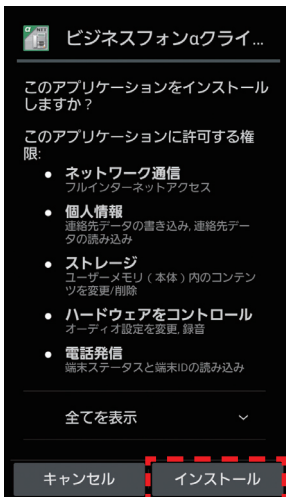 α NTT
ビジネスフォンαクライ...
このアプリケーションをインストール
しますか？
このアプリケーションに許可する権
限:
● ネットワーク通信
フルインターネットアクセス
● 個人情報
連絡先データの書き込み, 連絡先デー
タの読み込み
● ストレージ
ユーザーメモリ（本体）内のコンテン
ツを変更/削除
● ハードウェアをコントロール
オーディオ設定を変更, 録音
● 電話発信
端末ステータスと端末IDの読み込み
全てを表示
キャンセル インストール